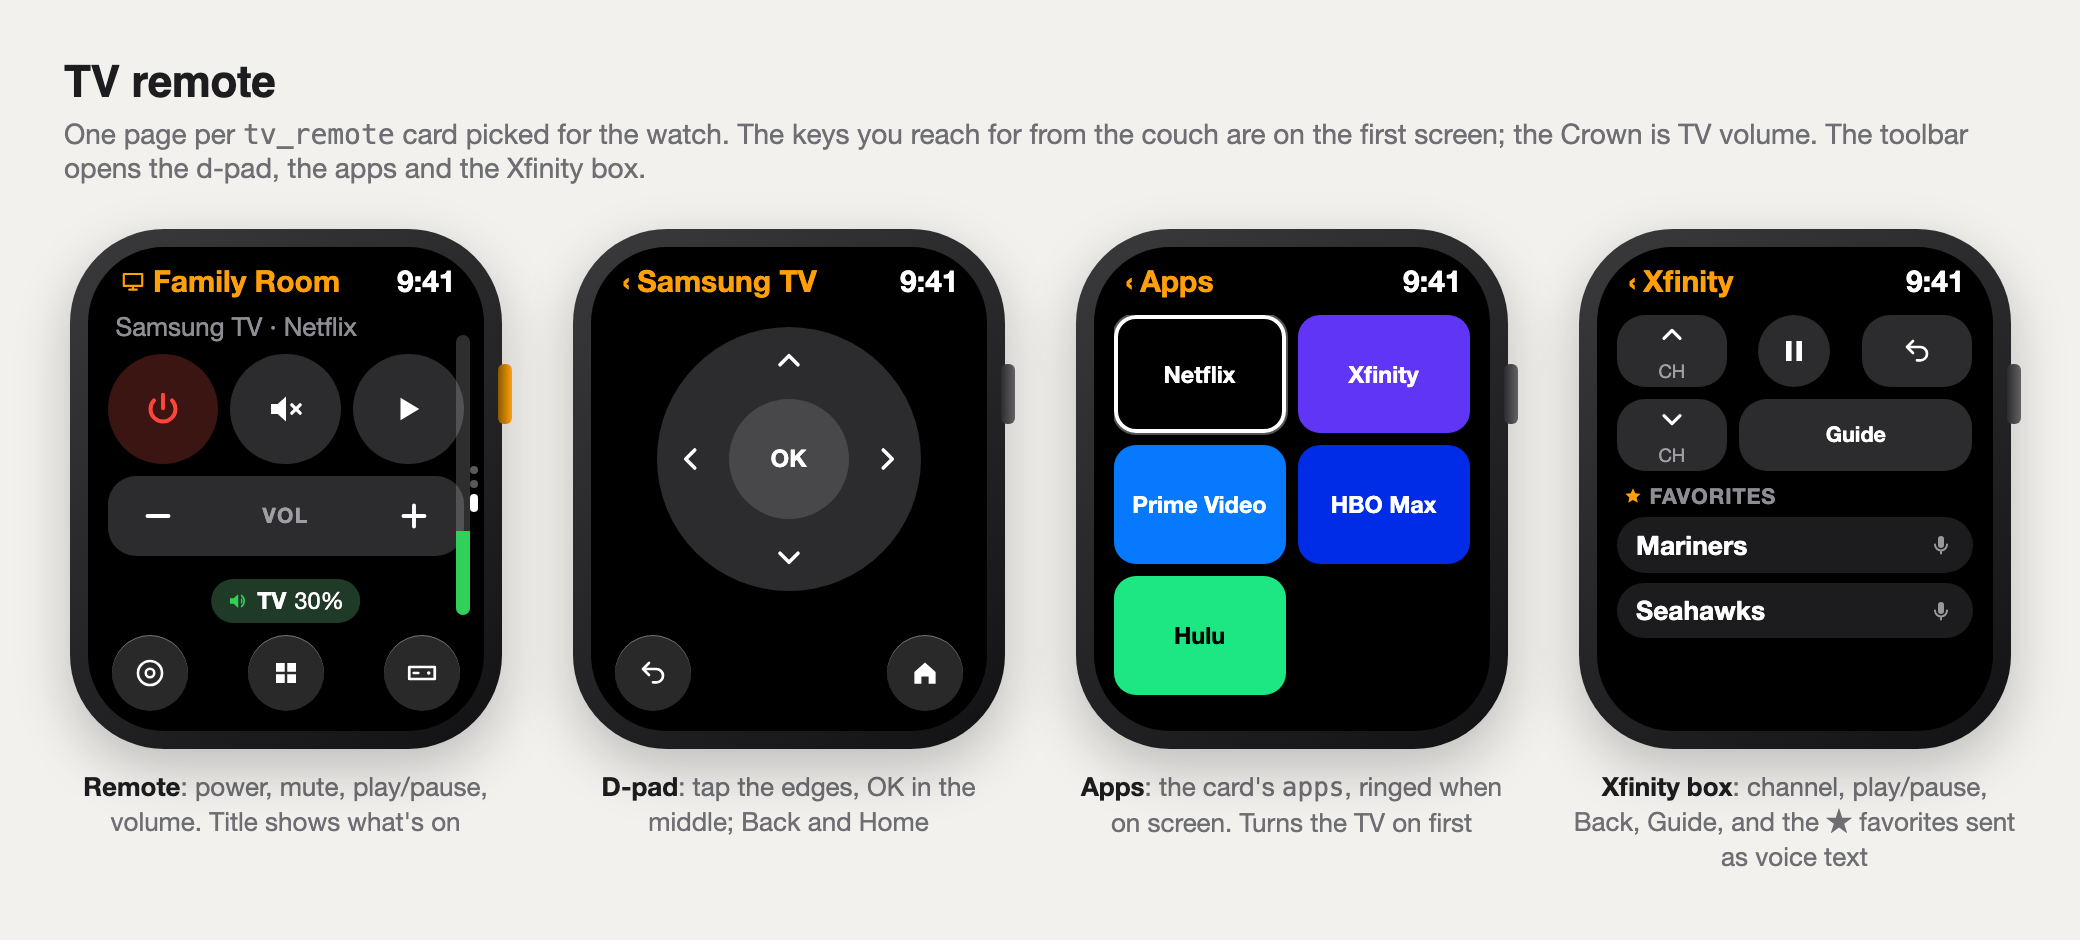 TV remote
One page per tv_remote card picked for the watch. The keys you reach for from the couch are on the first screen; the Crown is TV volume. The toolbar
opens the d-pad, the apps and the Xfinity box.
Family Room 9:41
Samsung TV · Netflix
VOL
TV 30%
Remote: power, mute, play/pause,
volume. Title shows what's on
‹ Samsung TV 9:41
OK
D-pad: tap the edges, OK in the
middle; Back and Home
‹ Apps 9:41
Netflix Xfinity
Prime Video HBO Max
Hulu
Apps: the card's apps, ringed when
on screen. Turns the TV on first
‹ Xfinity 9:41
CH
CH Guide
★ FAVORITES
Mariners
Seahawks
Xfinity box: channel, play/pause,
Back, Guide, and the ★ favorites sent
as voice text